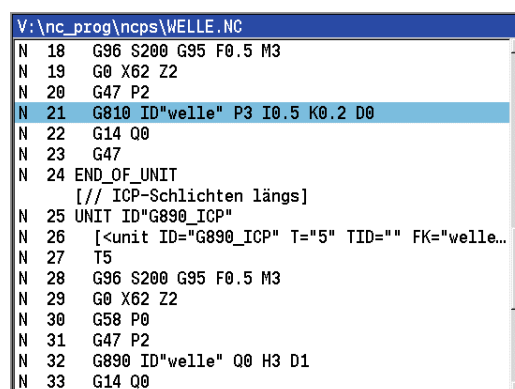 V:\nc_prog\ncps\WELLE.NC
N 18 G96 S200 G95 F0.5 M3
N 19 G0 X62 Z2
N 20 G47 P2
N 21 G810 ID"welle" P3 I0.5 K0.2 D0
N 22 G14 Q0
N 23 G47
N 24 END_OF_UNIT
[// ICP-Schlichten längs]
N 25 UNIT ID"G890_ICP"
N 26 [<unit ID="G890_ICP" T="5" TID="" FK="welle...
N 27 T5
N 28 G96 S200 G95 F0.5 M3
N 29 G0 X62 Z2
N 30 G58 P0
N 31 G47 P2
N 32 G890 ID"welle" Q0 H3 D1
N 33 G14 Q0